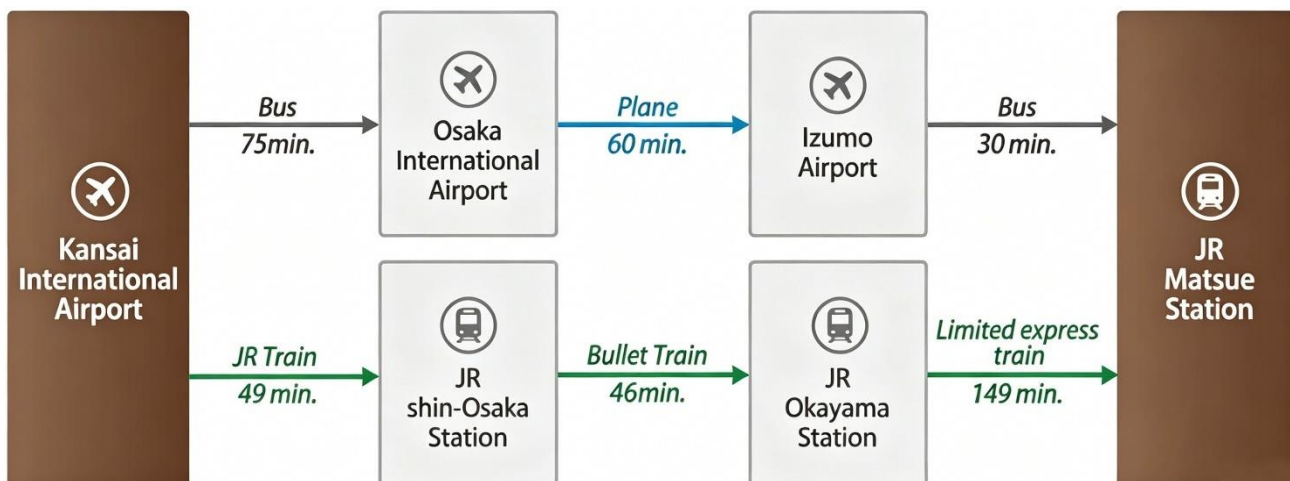 Kansai
International
Airport
Bus
75min.
Osaka
International
Airport
Plane
60 min.
Izumo
Airport
Bus
30 min.
JR Train
49 min.
JR
shin-Osaka
Station
Bullet Train
46min.
JR
Okayama
Station
Limited express
train
149 min.
JR
Matsue
Station